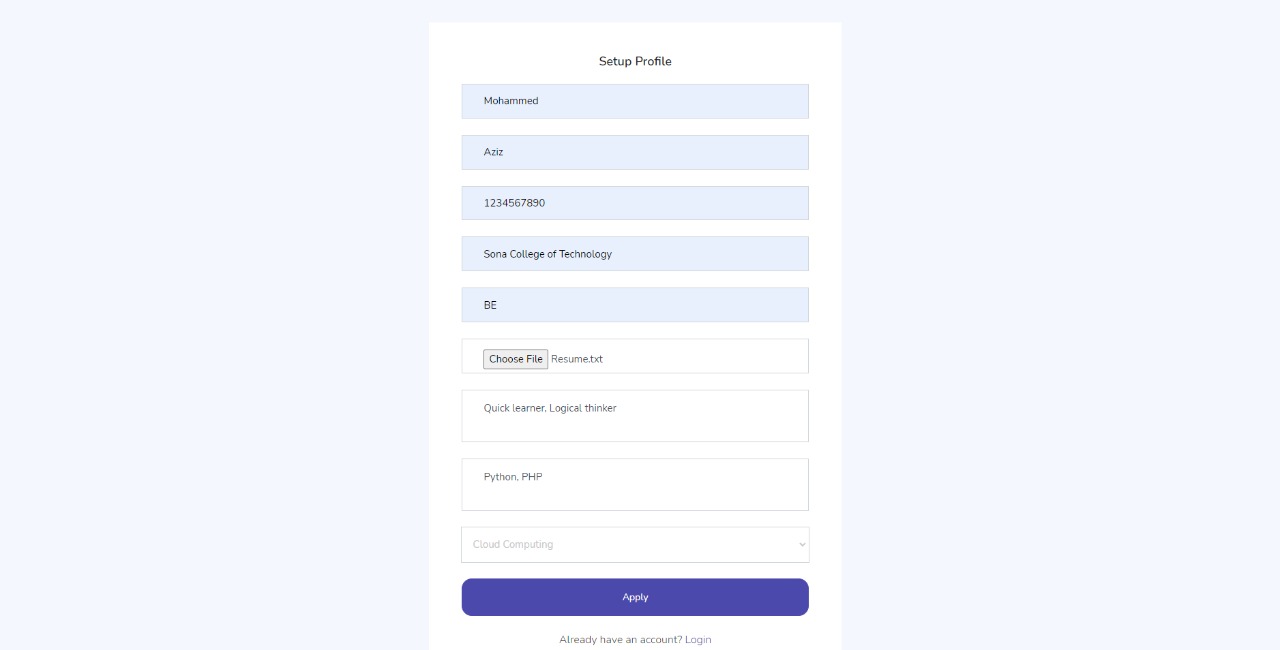 Setup Profile
Mohammed
Aziz
1234567890
Sona College of Technology
BE
Choose File Resume.txt
Quick learner, Logical thinker
Python, PHP
Cloud Computing
Apply
Already have an account? Login